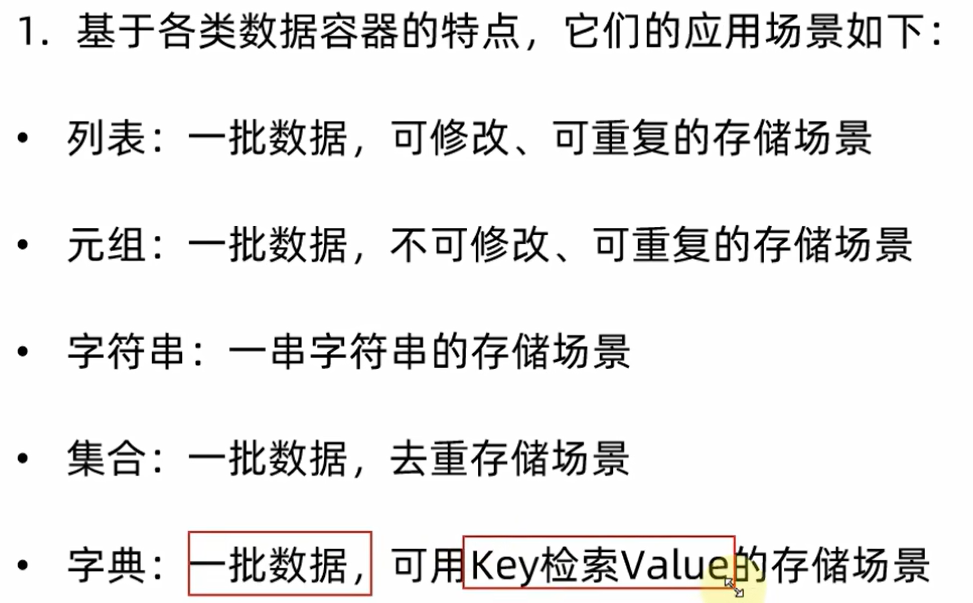 1. 基于各类数据容器的特点，它们的应用场景如下：
• 列表：一批数据，可修改、可重复的存储场景
• 元组：一批数据，不可修改、可重复的存储场景
• 字符串：一串字符串的存储场景
• 集合：一批数据，去重存储场景
• 字典：一批数据，可用Key检索Value的存储场景